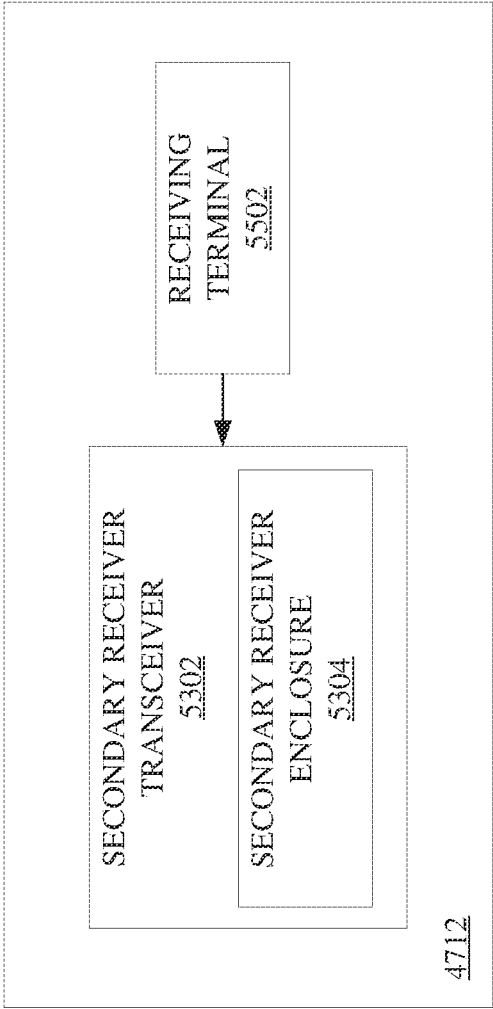 SECONDARY RECEIVER
TRANSCEIVER
5302
SECONDARY RECEIVER
ENCLOSURE
5304
RECEIVING
TERMINAL
5502
4712